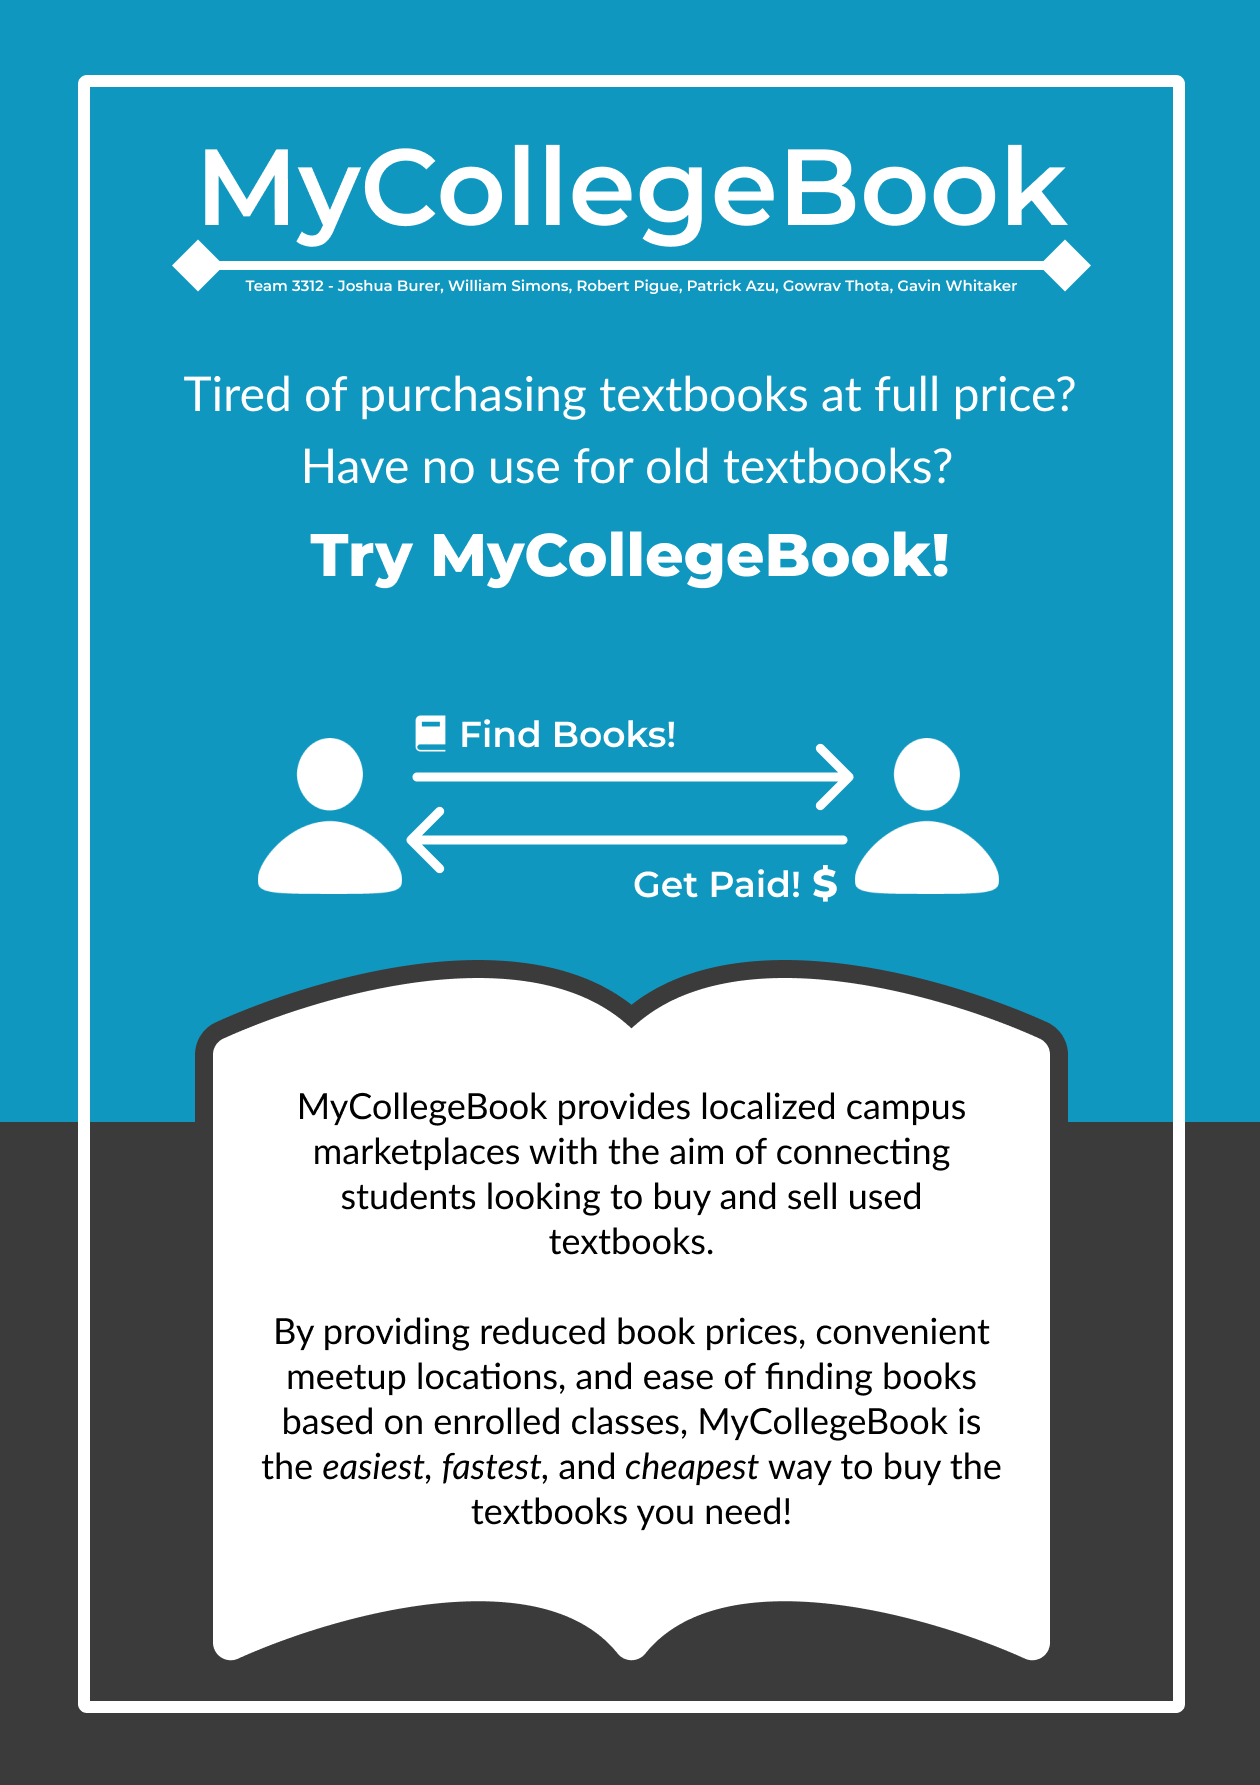 MyCollegeBook
Team 3312 - Joshua Burer, William Simons, Robert Pigue, Patrick Azu, Gowrav Thota, Gavin Whitaker
Tired of purchasing textbooks at full price?
Have no use for old textbooks?
Try MyCollegeBook!
Find Books!
Get Paid! $
MyCollegeBook provides localized campus
marketplaces with the aim of connecting
students looking to buy and sell used
textbooks.
By providing reduced book prices, convenient
meetup locations, and ease of finding books
based on enrolled classes, MyCollegeBook is
the easiest, fastest, and cheapest way to buy the
textbooks you need!